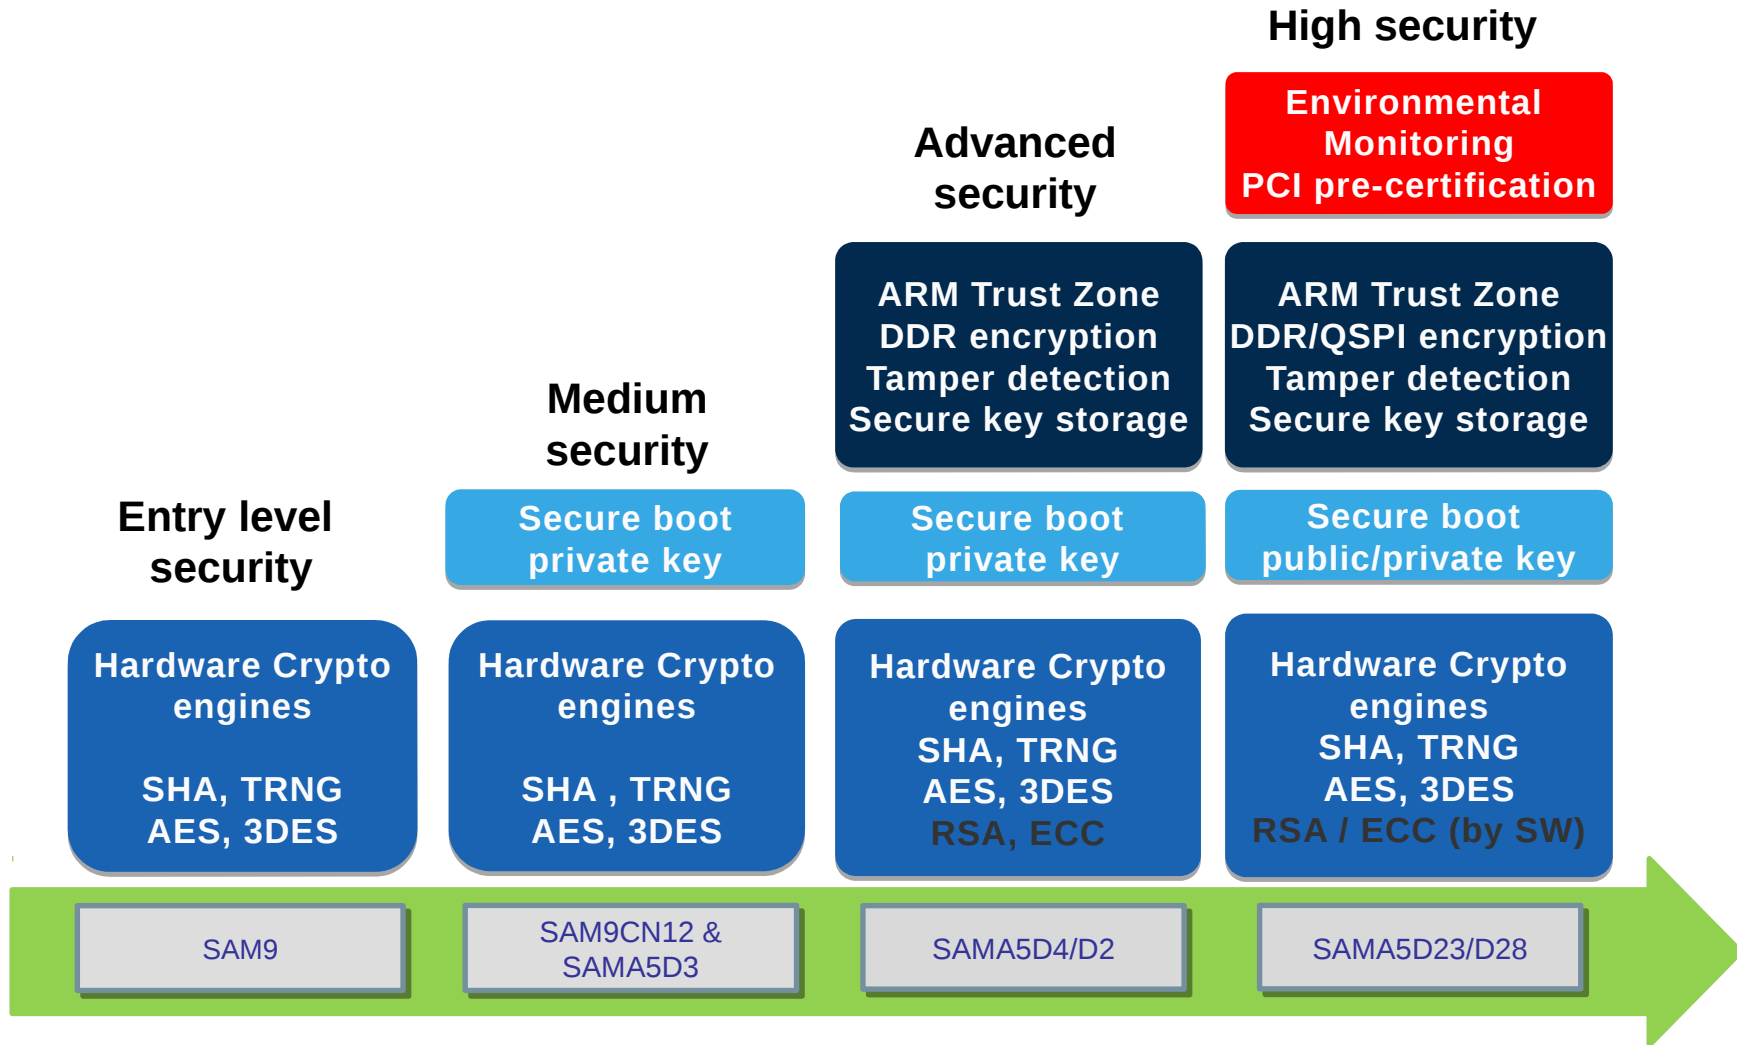 Entry level
security
Hardware Crypto
engines
SHA, TRNG
AES, 3DES
SAM9
Medium
security
Secure boot
private key
Hardware Crypto
engines
SHA , TRNG
AES, 3DES
SAM9CN12 &
SAMA5D3
Advanced
security
ARM Trust Zone
DDR encryption
Tamper detection
Secure key storage
Secure boot
private key
Hardware Crypto
engines
SHA, TRNG
AES, 3DES
RSA, ECC
SAMA5D4/D2
High security
Environmental
Monitoring
PCI pre-certification
ARM Trust Zone
DDR/QSPI encryption
Tamper detection
Secure key storage
Secure boot
public/private key
Hardware Crypto
engines
SHA, TRNG
AES, 3DES
RSA / ECC (by SW)
SAMA5D23/D28